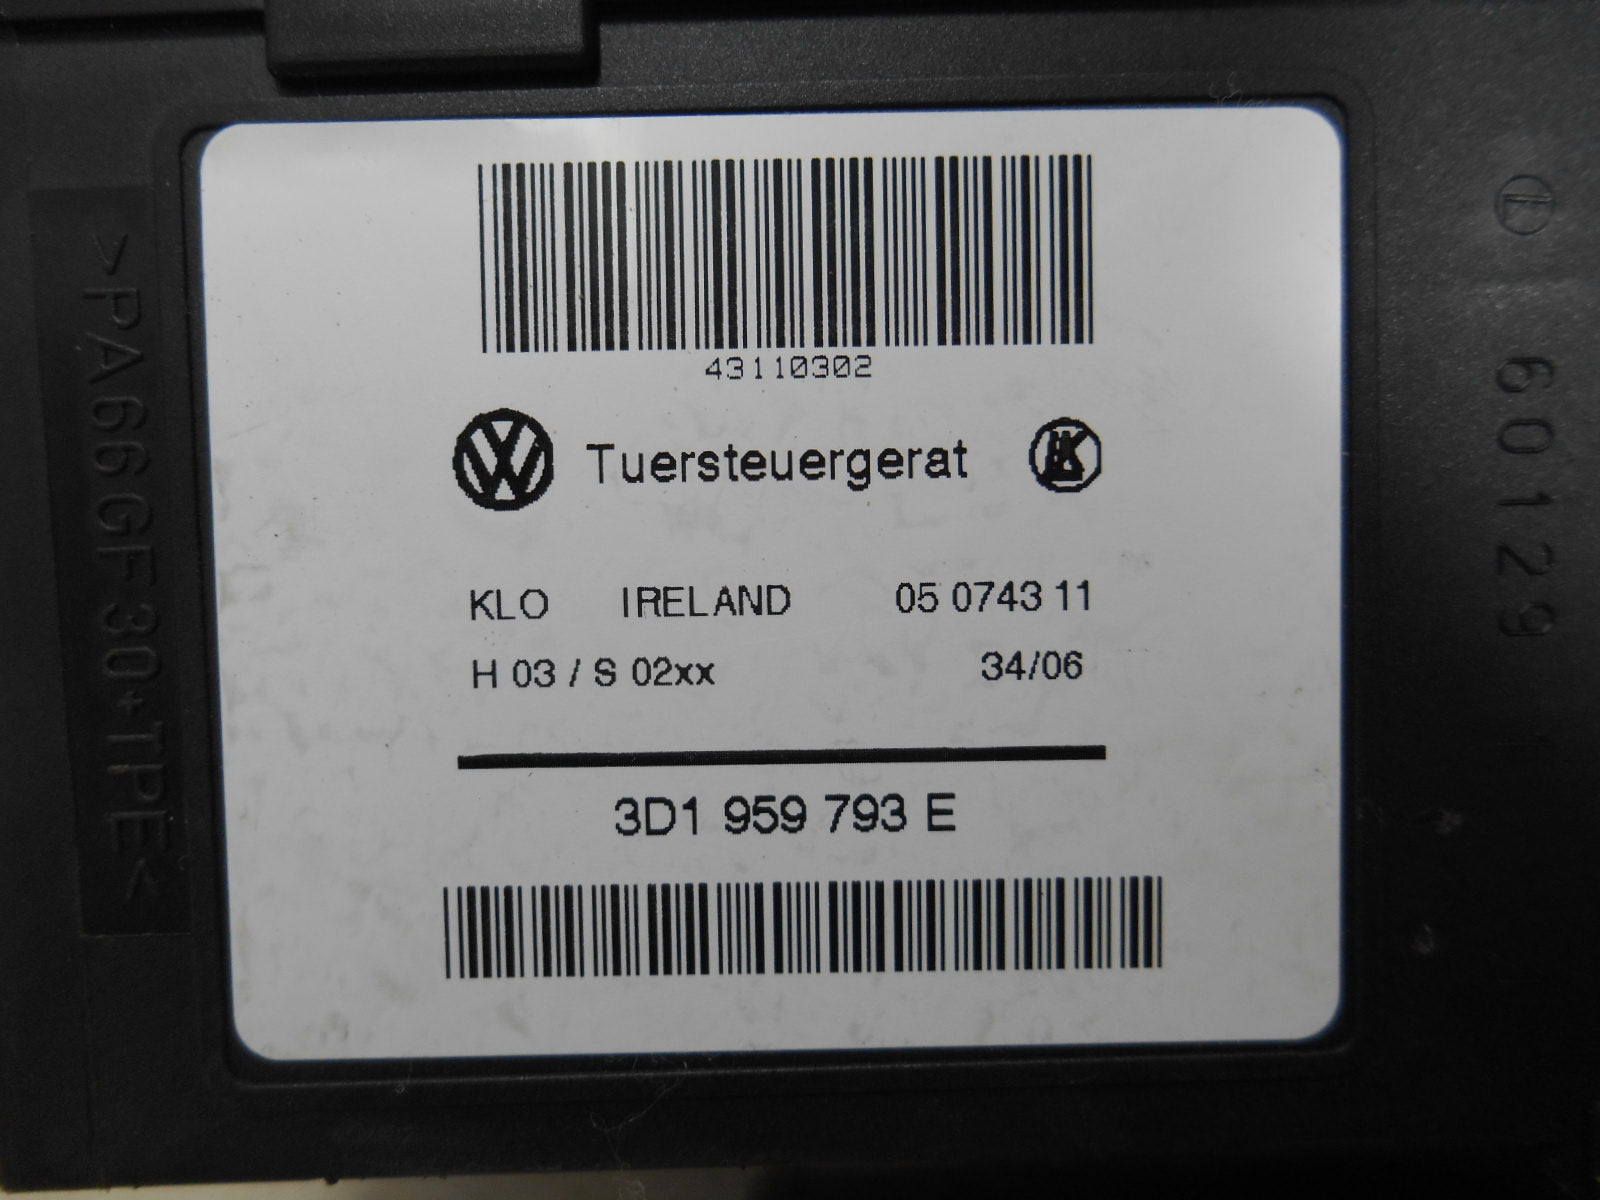 43110302
Tuersteuergerat
KLO IRELAND 05 0743 11
H 03 / S 02xx 34/06
3D1 959 793 E
>PA66GF30+TPE<
60129